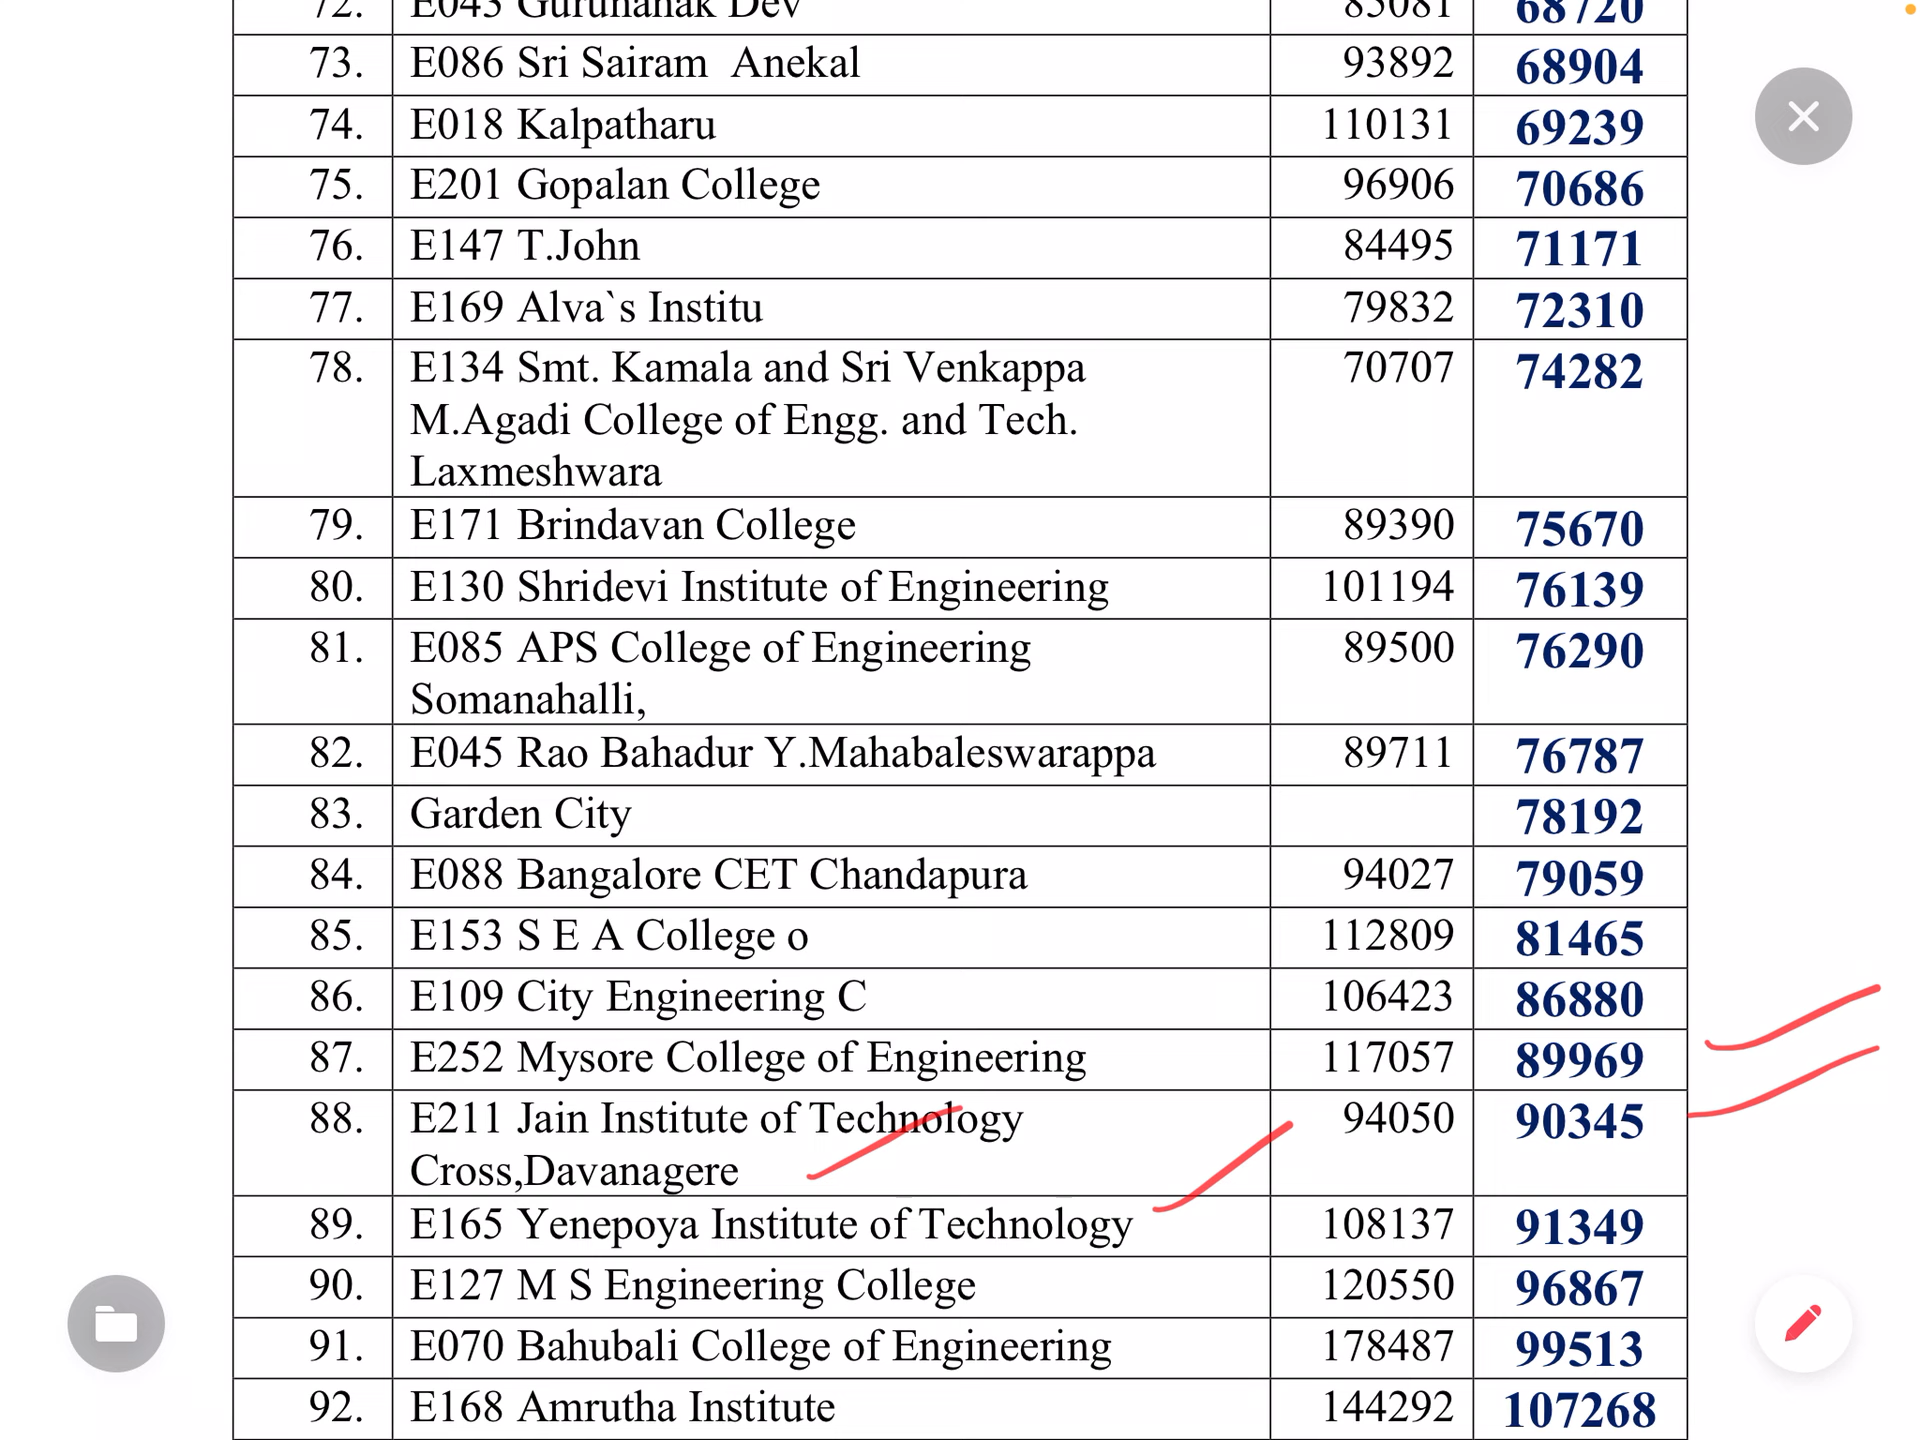 72. E043 Gurunanak Dev 85081 68720
73. E086 Sri Sairam  Anekal 93892 68904
74. E018 Kalpatharu 110131 69239
75. E201 Gopalan College 96906 70686
76. E147 T.John 84495 71171
77. E169 Alva`s Institu 79832 72310
78. E134 Smt. Kamala and Sri Venkappa 70707 74282
M.Agadi College of Engg. and Tech.
Laxmeshwara
79. E171 Brindavan College 89390 75670
80. E130 Shridevi Institute of Engineering 101194 76139
81. E085 APS College of Engineering 89500 76290
Somanahalli,
82. E045 Rao Bahadur Y.Mahabaleswarappa 89711 76787
83. Garden City 78192
84. E088 Bangalore CET Chandapura 94027 79059
85. E153 S E A College o 112809 81465
86. E109 City Engineering C 106423 86880
87. E252 Mysore College of Engineering 117057 89969
88. E211 Jain Institute of Technology 94050 90345
Cross,Davanagere
89. E165 Yenepoya Institute of Technology 108137 91349
90. E127 M S Engineering College 120550 96867
91. E070 Bahubali College of Engineering 178487 99513
92. E168 Amrutha Institute 144292 107268